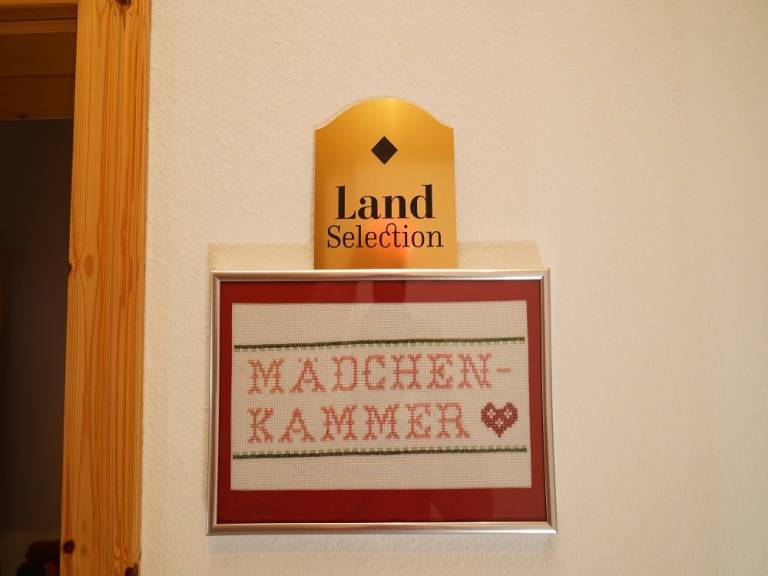 Land
Selection
MÄDCHEN-
KAMMER